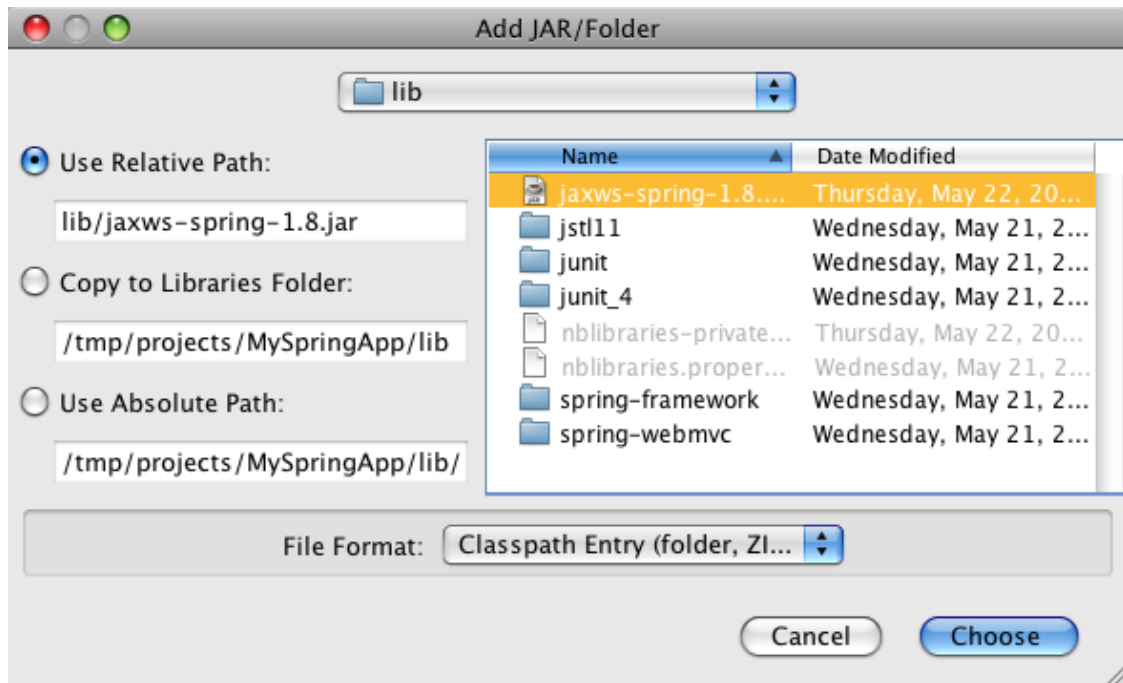 Add JAR/Folder
lib
Use Relative Path:
lib/jaxws-spring-1.8.jar
Copy to Libraries Folder:
/tmp/projects/MySpringApp/lib
Use Absolute Path:
/tmp/projects/MySpringApp/lib/
Name Date Modified
jaxws-spring-1.8.... Thursday, May 22, 20...
jstl11 Wednesday, May 21, 2...
junit Wednesday, May 21, 2...
junit_4 Wednesday, May 21, 2...
nblibraries-private... Thursday, May 22, 20...
nblibraries.proper... Wednesday, May 21, 2...
spring-framework Wednesday, May 21, 2...
spring-webmvc Wednesday, May 21, 2...
File Format: Classpath Entry (folder, ZI...
Cancel Choose